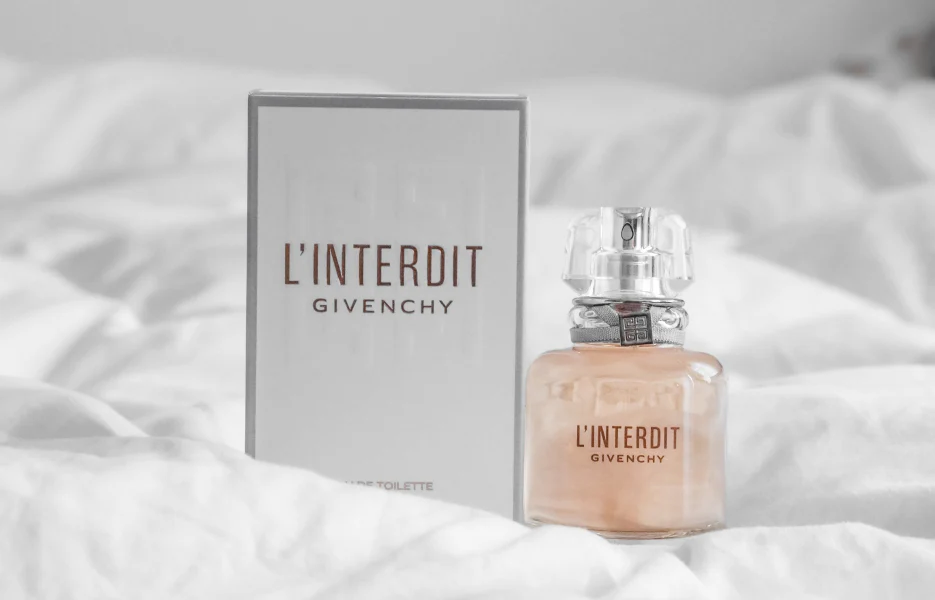 L'INTERDIT
GIVENCHY
DE TOILETTE
L'INTERDIT
GIVENCHY